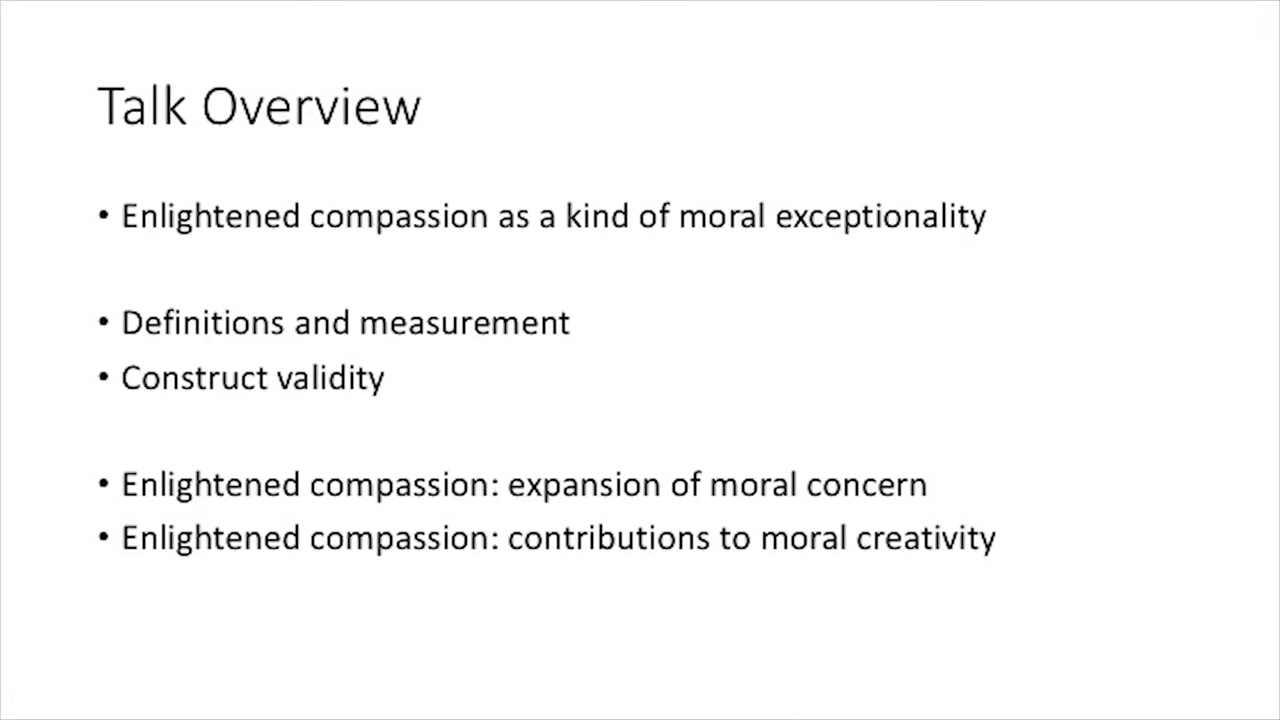 Talk Overview
• Enlightened compassion as a kind of moral exceptionality
• Definitions and measurement
• Construct validity
• Enlightened compassion: expansion of moral concern
• Enlightened compassion: contributions to moral creativity